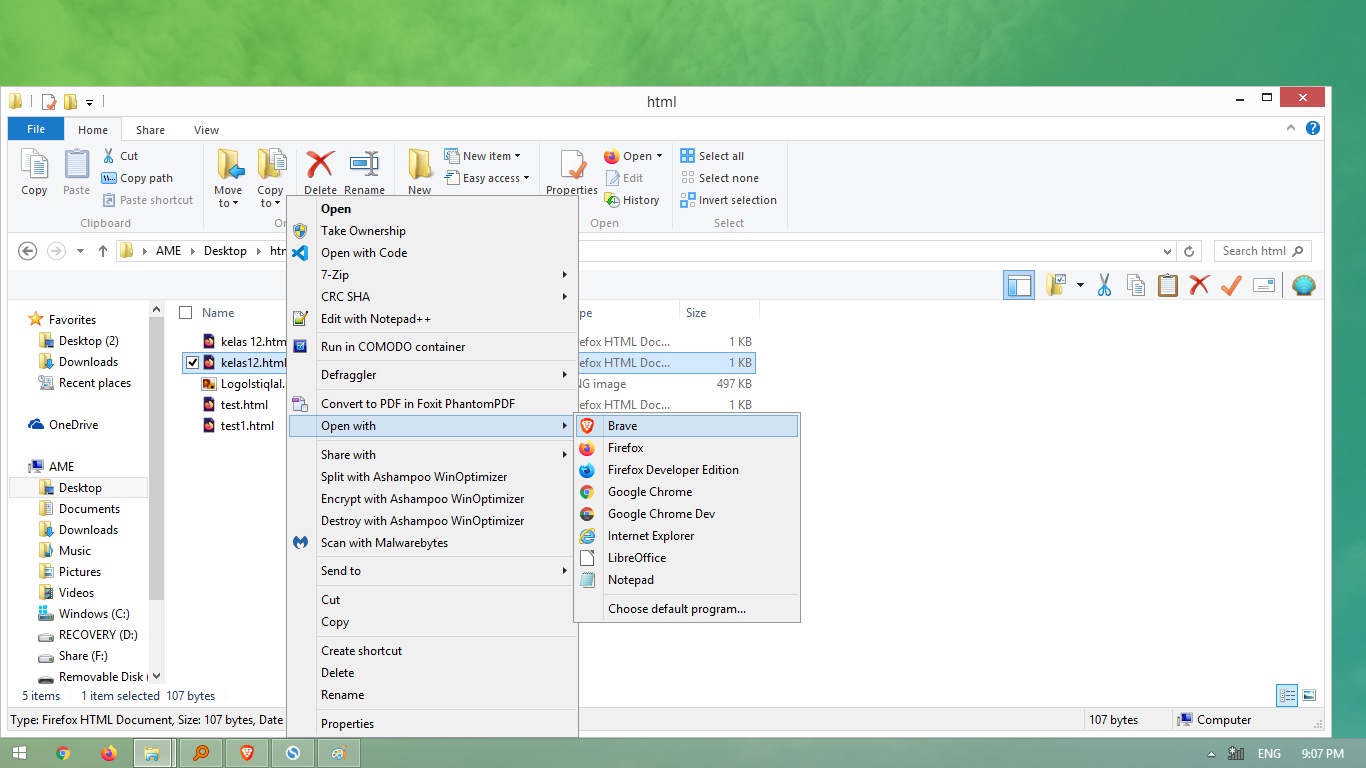 html
File Home Share View
Copy
Paste
Cut
Copy path
Paste shortcut
Clipboard
Move to
Copy to
Delete
Rename
New
New item
Easy access
Properties
Open
Edit
History
Open
Select all
Select none
Invert selection
Select
AME Desktop
Search html
Favorites
Desktop (2)
Downloads
Recent places
OneDrive
AME
Desktop
Documents
Downloads
Music
Pictures
Videos
Windows (C:)
RECOVERY (D:)
Share (F:)
Removable Disk
Name Size
kelas 12.htm HTML Doc... 1 KB
kelas12.html HTML Doc... 1 KB
LogoIstiqlal. image 497 KB
test.html HTML Doc... 1 KB
test1.html
Open
Take Ownership
Open with Code
7-Zip
CRC SHA
Edit with Notepad++
Run in COMODO container
Defraggler
Convert to PDF in Foxit PhantomPDF
Open with
Share with
Split with Ashampoo WinOptimizer
Encrypt with Ashampoo WinOptimizer
Destroy with Ashampoo WinOptimizer
Scan with Malwarebytes
Send to
Cut
Copy
Create shortcut
Delete
Rename
Properties
Brave
Firefox
Firefox Developer Edition
Google Chrome
Google Chrome Dev
Internet Explorer
LibreOffice
Notepad
Choose default program...
5 items 1 item selected 107 bytes
Type: Firefox HTML Document, Size: 107 bytes, Date
107 bytes Computer
ENG 9:07 PM